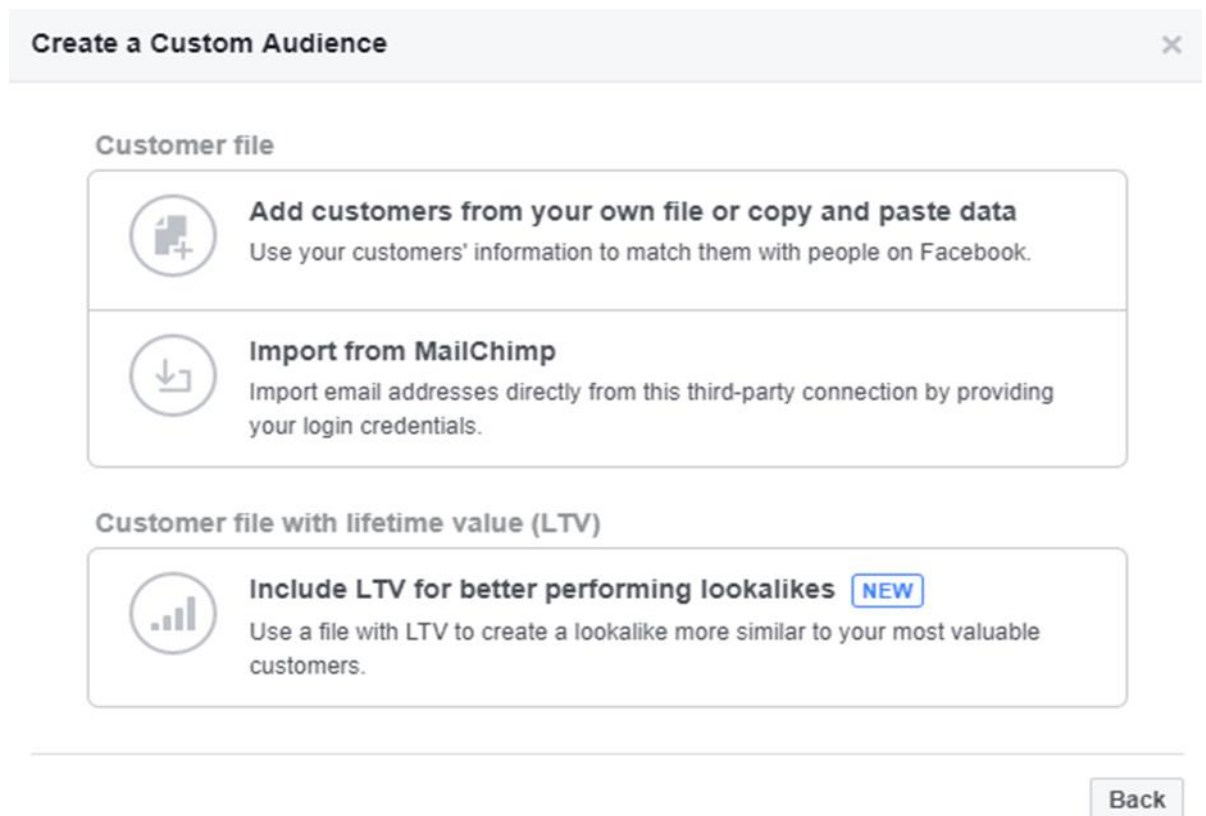 Create a Custom Audience
Customer file
Add customers from your own file or copy and paste data
Use your customers' information to match them with people on Facebook.
Import from MailChimp
Import email addresses directly from this third-party connection by providing
your login credentials.
Customer file with lifetime value (LTV)
Include LTV for better performing lookalikes NEW
Use a file with LTV to create a lookalike more similar to your most valuable
customers.
Back